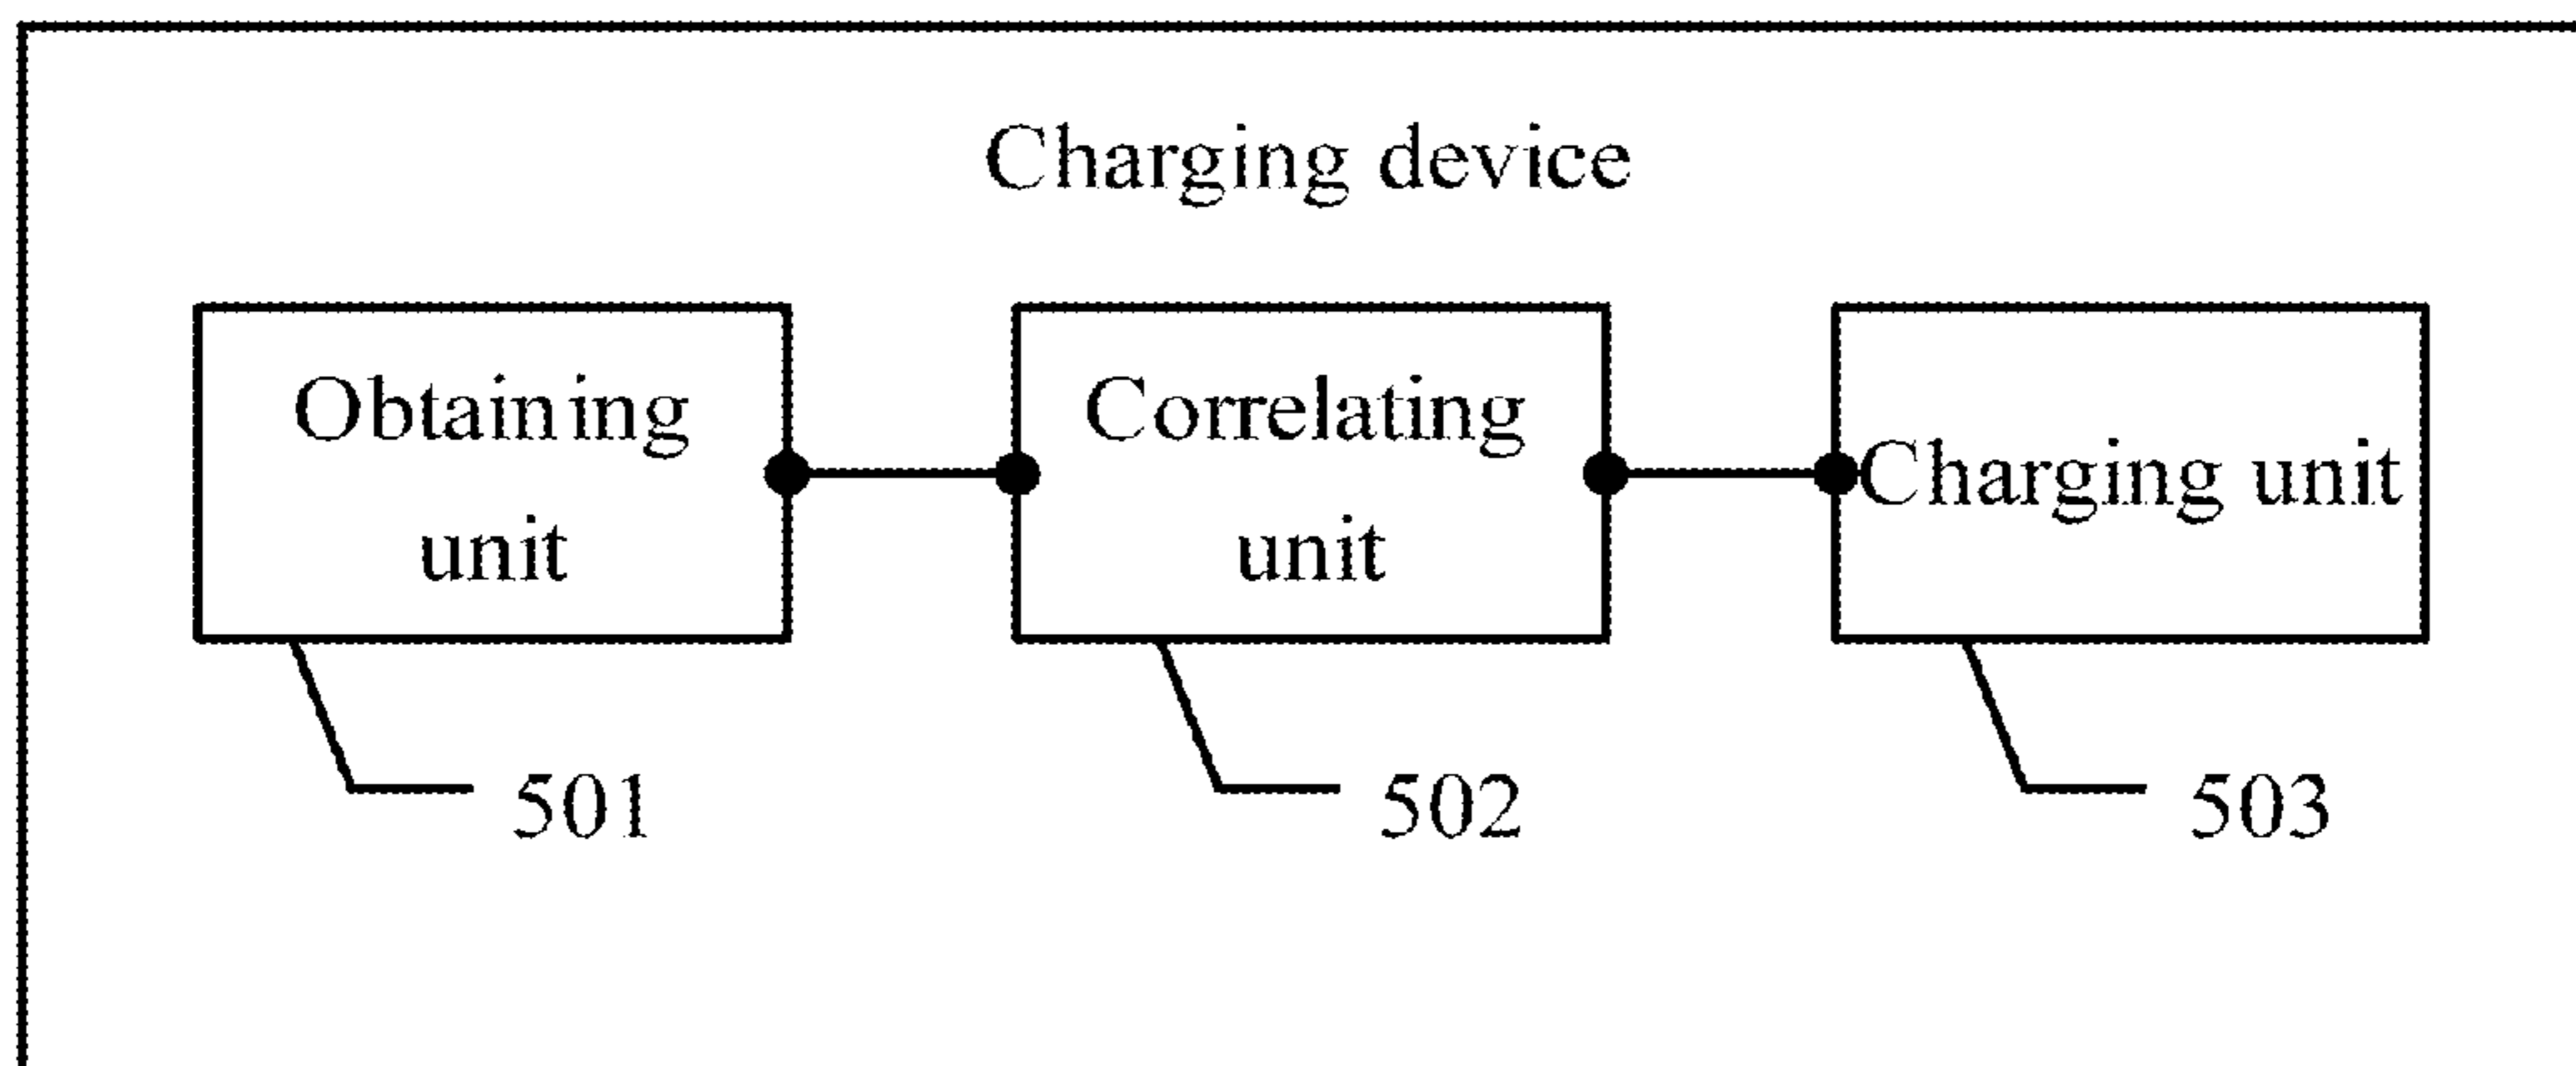 Charging device
Obtaining
unit
Correlating
unit
Charging unit
501
502
503